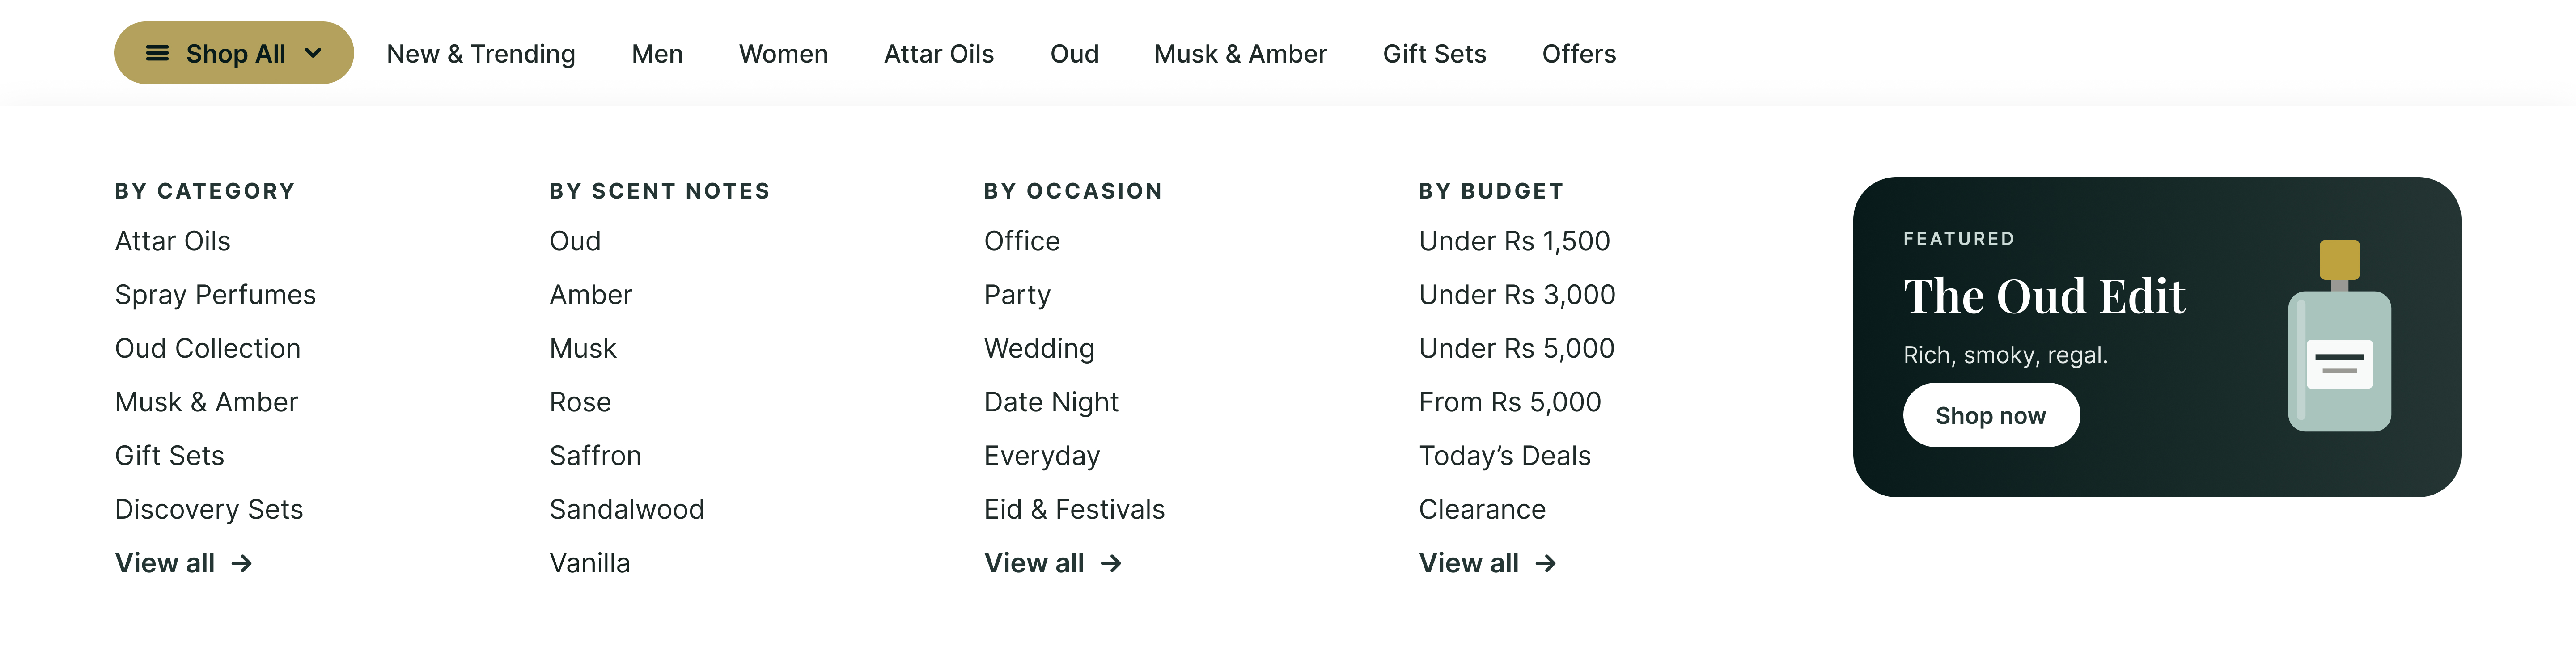 Shop All
New & Trending
Men
Women
Attar Oils
Oud
Musk & Amber
Gift Sets
Offers
BY CATEGORY
Attar Oils
Spray Perfumes
Oud Collection
Musk & Amber
Gift Sets
Discovery Sets
View all →
BY SCENT NOTES
Oud
Amber
Musk
Rose
Saffron
Sandalwood
Vanilla
BY OCCASION
Office
Party
Wedding
Date Night
Everyday
Eid & Festivals
View all →
BY BUDGET
Under Rs 1,500
Under Rs 3,000
Under Rs 5,000
From Rs 5,000
Today’s Deals
Clearance
View all →
FEATURED
The Oud Edit
Rich, smoky, regal.
Shop now